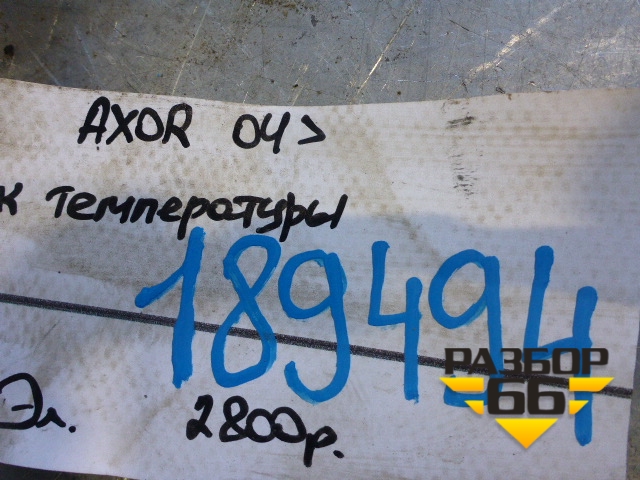 AXOR 04>
к температуры
189494
Эл. 2800р.
РАЗБОР
66